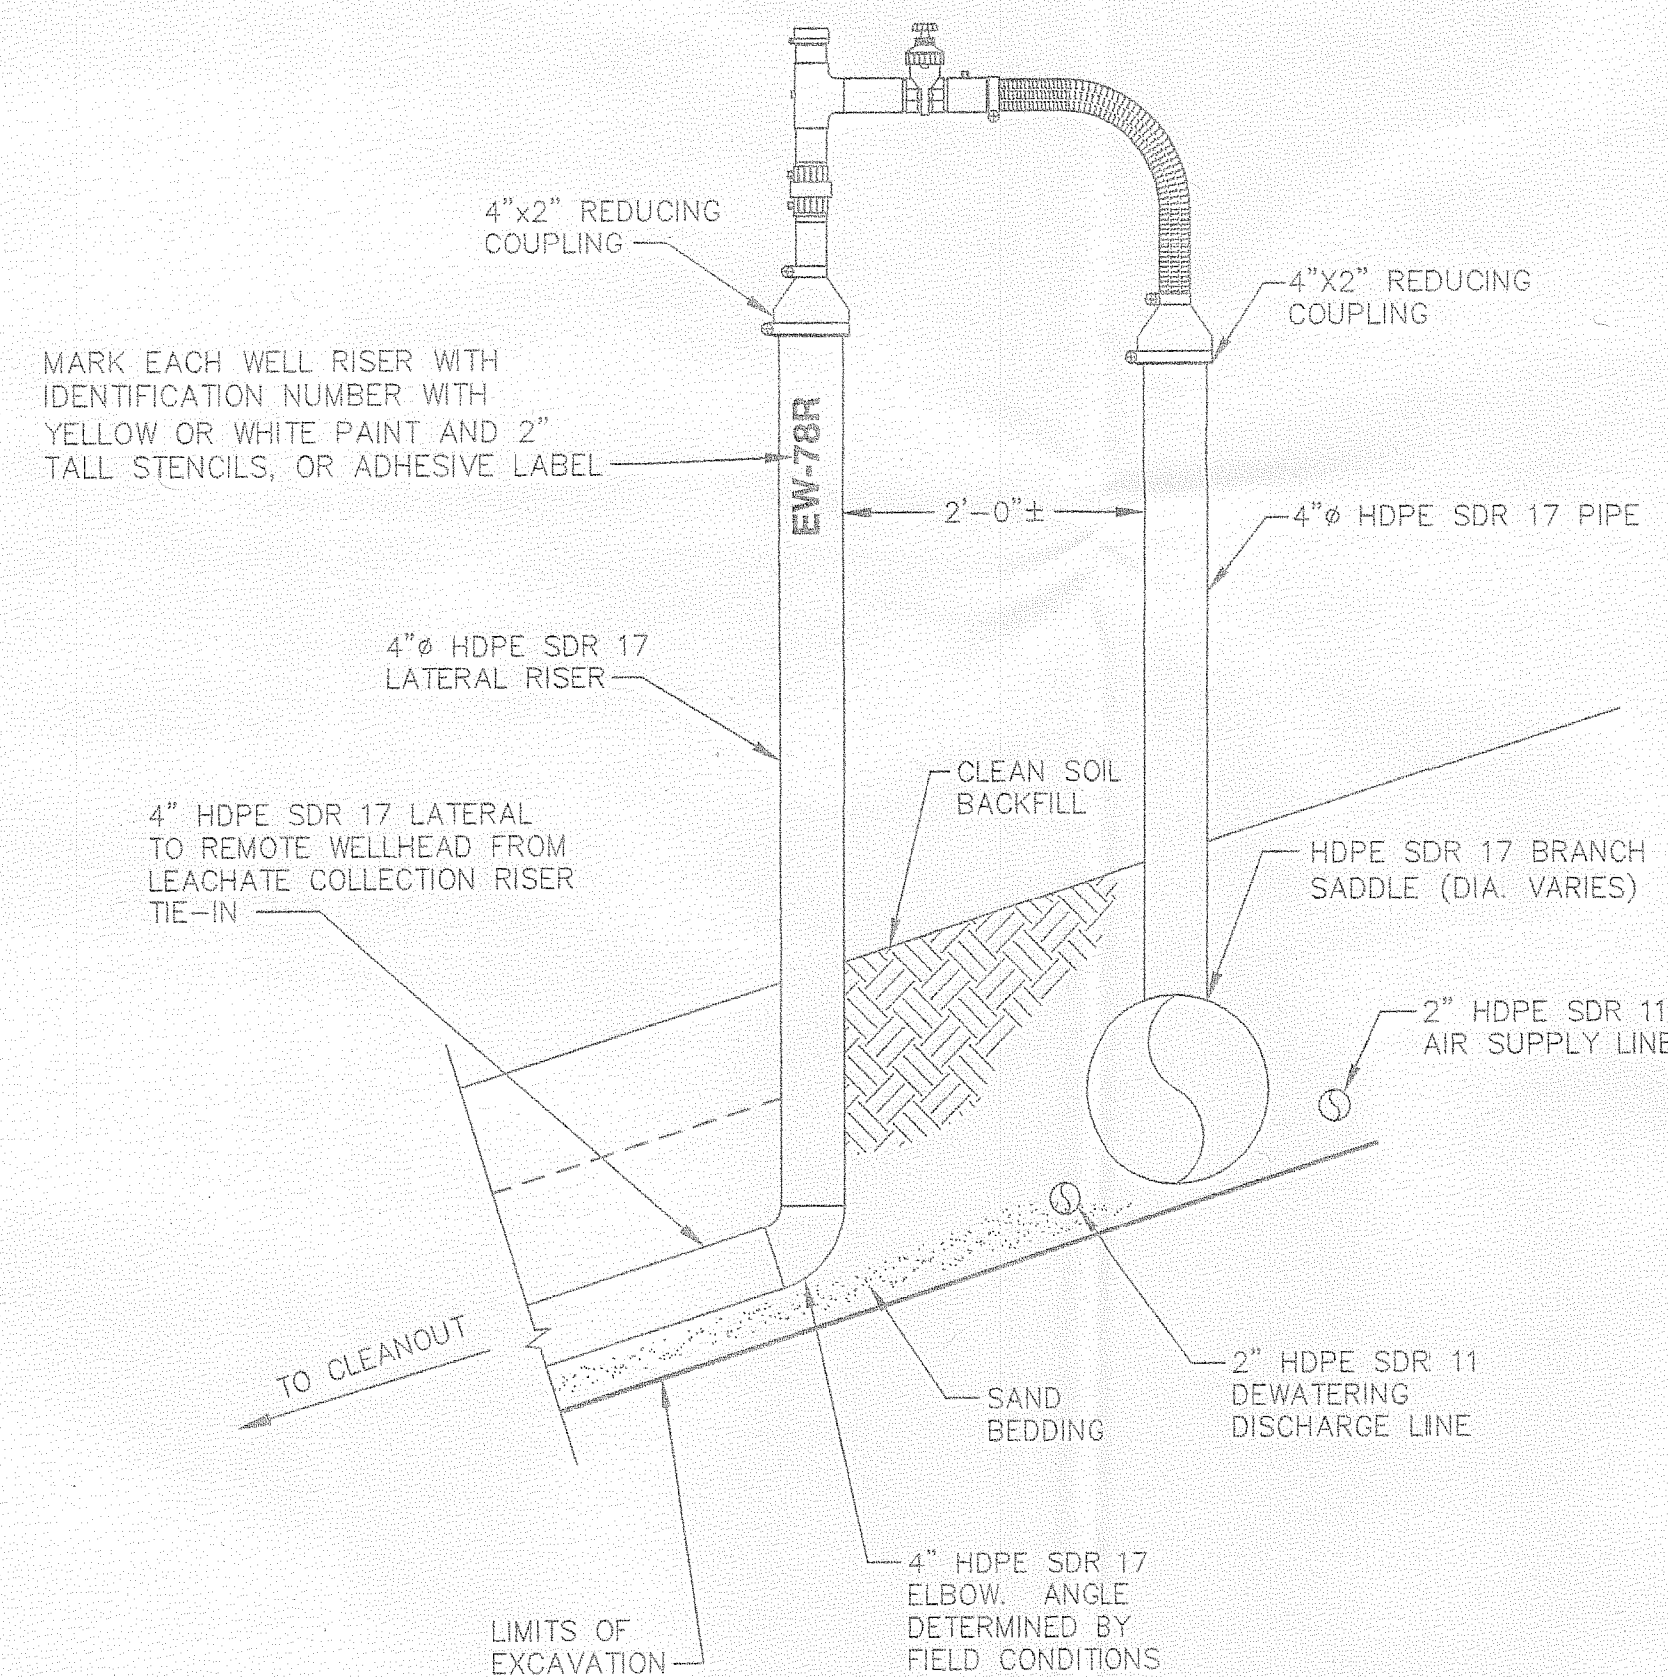 4"x2" REDUCING
COUPLING
4"X2" REDUCING
COUPLING
MARK EACH WELL RISER WITH
IDENTIFICATION NUMBER WITH
YELLOW OR WHITE PAINT AND 2"
TALL STENCILS, OR ADHESIVE LABEL
EW-78R
2'-0"±
4"ø HDPE SDR 17 PIPE
4"ø HDPE SDR 17
LATERAL RISER
CLEAN SOIL
BACKFILL
4" HDPE SDR 17 LATERAL
TO REMOTE WELLHEAD FROM
LEACHATE COLLECTION RISER
TIE-IN
HDPE SDR 17 BRANCH
SADDLE (DIA. VARIES)
2" HDPE SDR 11
AIR SUPPLY LINE
TO CLEANOUT
SAND
BEDDING
2" HDPE SDR 11
DEWATERING
DISCHARGE LINE
4" HDPE SDR 17
ELBOW. ANGLE
DETERMINED BY
FIELD CONDITIONS
LIMITS OF
EXCAVATION